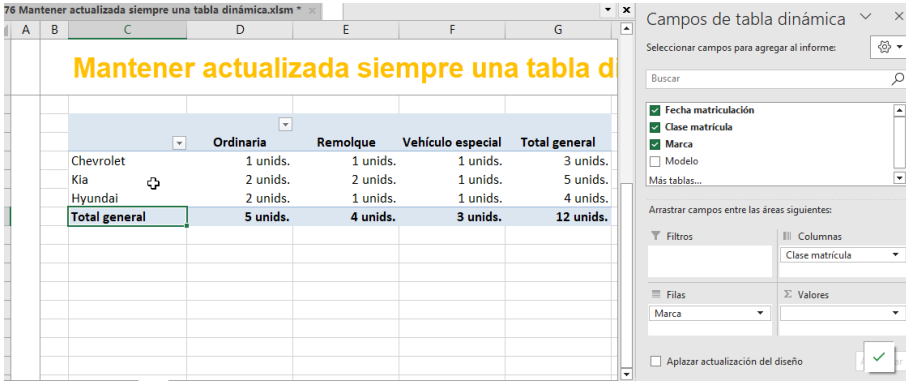 76 Mantener actualizada siempre una tabla dinámica.xlsm *
A B C D E F G
Mantener actualizada siempre una tabla d
Ordinaria Remolque Vehículo especial Total general
Chevrolet 1 unids. 1 unids. 1 unids. 3 unids.
Kia 2 unids. 2 unids. 1 unids. 5 unids.
Hyundai 2 unids. 1 unids. 1 unids. 4 unids.
Total general 5 unids. 4 unids. 3 unids. 12 unids.
Campos de tabla dinámica
Seleccionar campos para agregar al informe:
Buscar
Fecha matriculación
Clase matrícula
Marca
Modelo
Más tablas...
Arrastrar campos entre las áreas siguientes:
Filtros
Columnas
Clase matrícula
Filas
Marca
Valores
Aplazar actualización del diseño